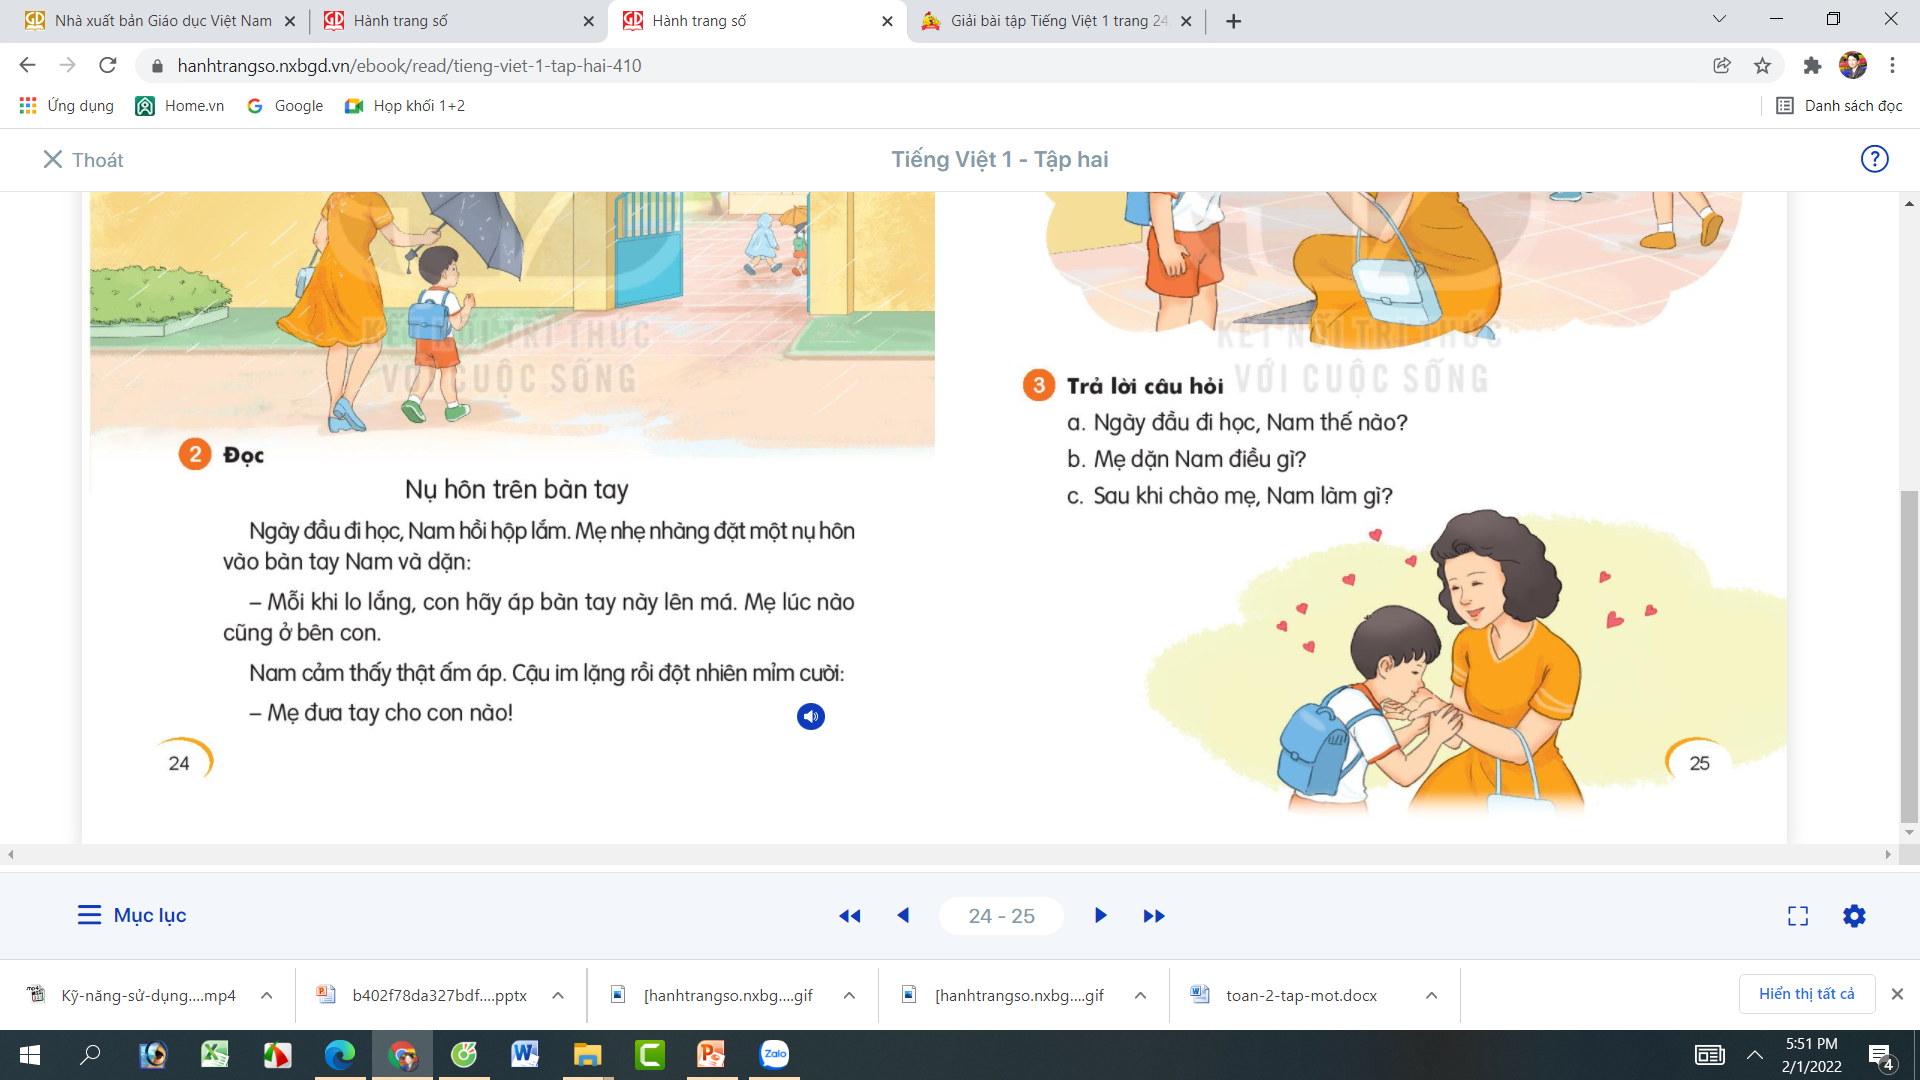 Nhà xuất bản Giáo dục Việt Nam
Hành trang số
Hành trang số
Giải bài tập Tiếng Việt 1 trang 24
hanhtrangso.nxbgd.vn/ebook/read/tieng-viet-1-tap-hai-410
Ứng dụng
Home.vn
Google
Họp khối 1+2
Danh sách đọc
Thoát
Tiếng Việt 1 - Tập hai
?
KẾT NỐI TRI THỨC
VỚI CUỘC SỐNG
2 Đọc
Nụ hôn trên bàn tay
Ngày đầu đi học, Nam hồi hộp lắm. Mẹ nhẹ nhàng đặt một nụ hôn
vào bàn tay Nam và dặn:
– Mỗi khi lo lắng, con hãy áp bàn tay này lên má. Mẹ lúc nào
cũng ở bên con.
Nam cảm thấy thật ấm áp. Cậu im lặng rồi đột nhiên mỉm cười:
– Mẹ đưa tay cho con nào!
24
KẾT NỐI TRI THỨC
VỚI CUỘC SỐNG
3 Trả lời câu hỏi
a. Ngày đầu đi học, Nam thế nào?
b. Mẹ dặn Nam điều gì?
c. Sau khi chào mẹ, Nam làm gì?
25
Mục lục
24 - 25
Kỹ-năng-sử-dụng....mp4
b402f78da327bdf....pptx
[hanhtrangso.nxbg....gif
[hanhtrangso.nxbg....gif
toan-2-tap-mot.docx
Hiển thị tất cả
Zalo
5:51 PM
2/1/2022
4